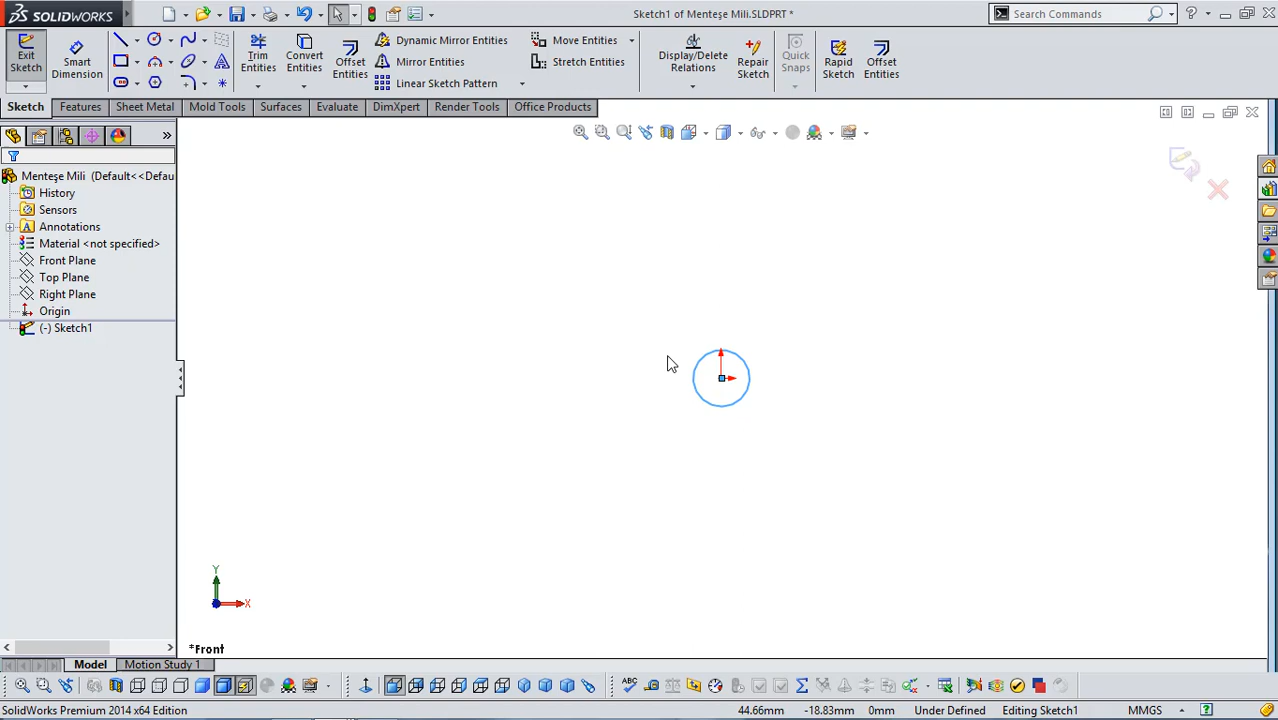 SOLIDWORKS
Sketch1 of Menteşe Mili.SLDPRT *
Search Commands
Exit Sketch
Smart Dimension
Trim Entities
Convert Entities
Offset Entities
Dynamic Mirror Entities
Mirror Entities
Linear Sketch Pattern
Move Entities
Stretch Entities
Display/Delete Relations
Repair Sketch
Quick Snaps
Rapid Sketch
Offset Entities
Sketch Features Sheet Metal Mold Tools Surfaces Evaluate DimXpert Render Tools Office Products
Menteşe Mili (Default<<Defau
History
Sensors
Annotations
Material <not specified>
Front Plane
Top Plane
Right Plane
Origin
(-) Sketch1
Y
X
*Front
Model Motion Study 1
SolidWorks Premium 2014 x64 Edition 44.66mm -18.83mm 0mm Under Defined Editing Sketch1 MMGS